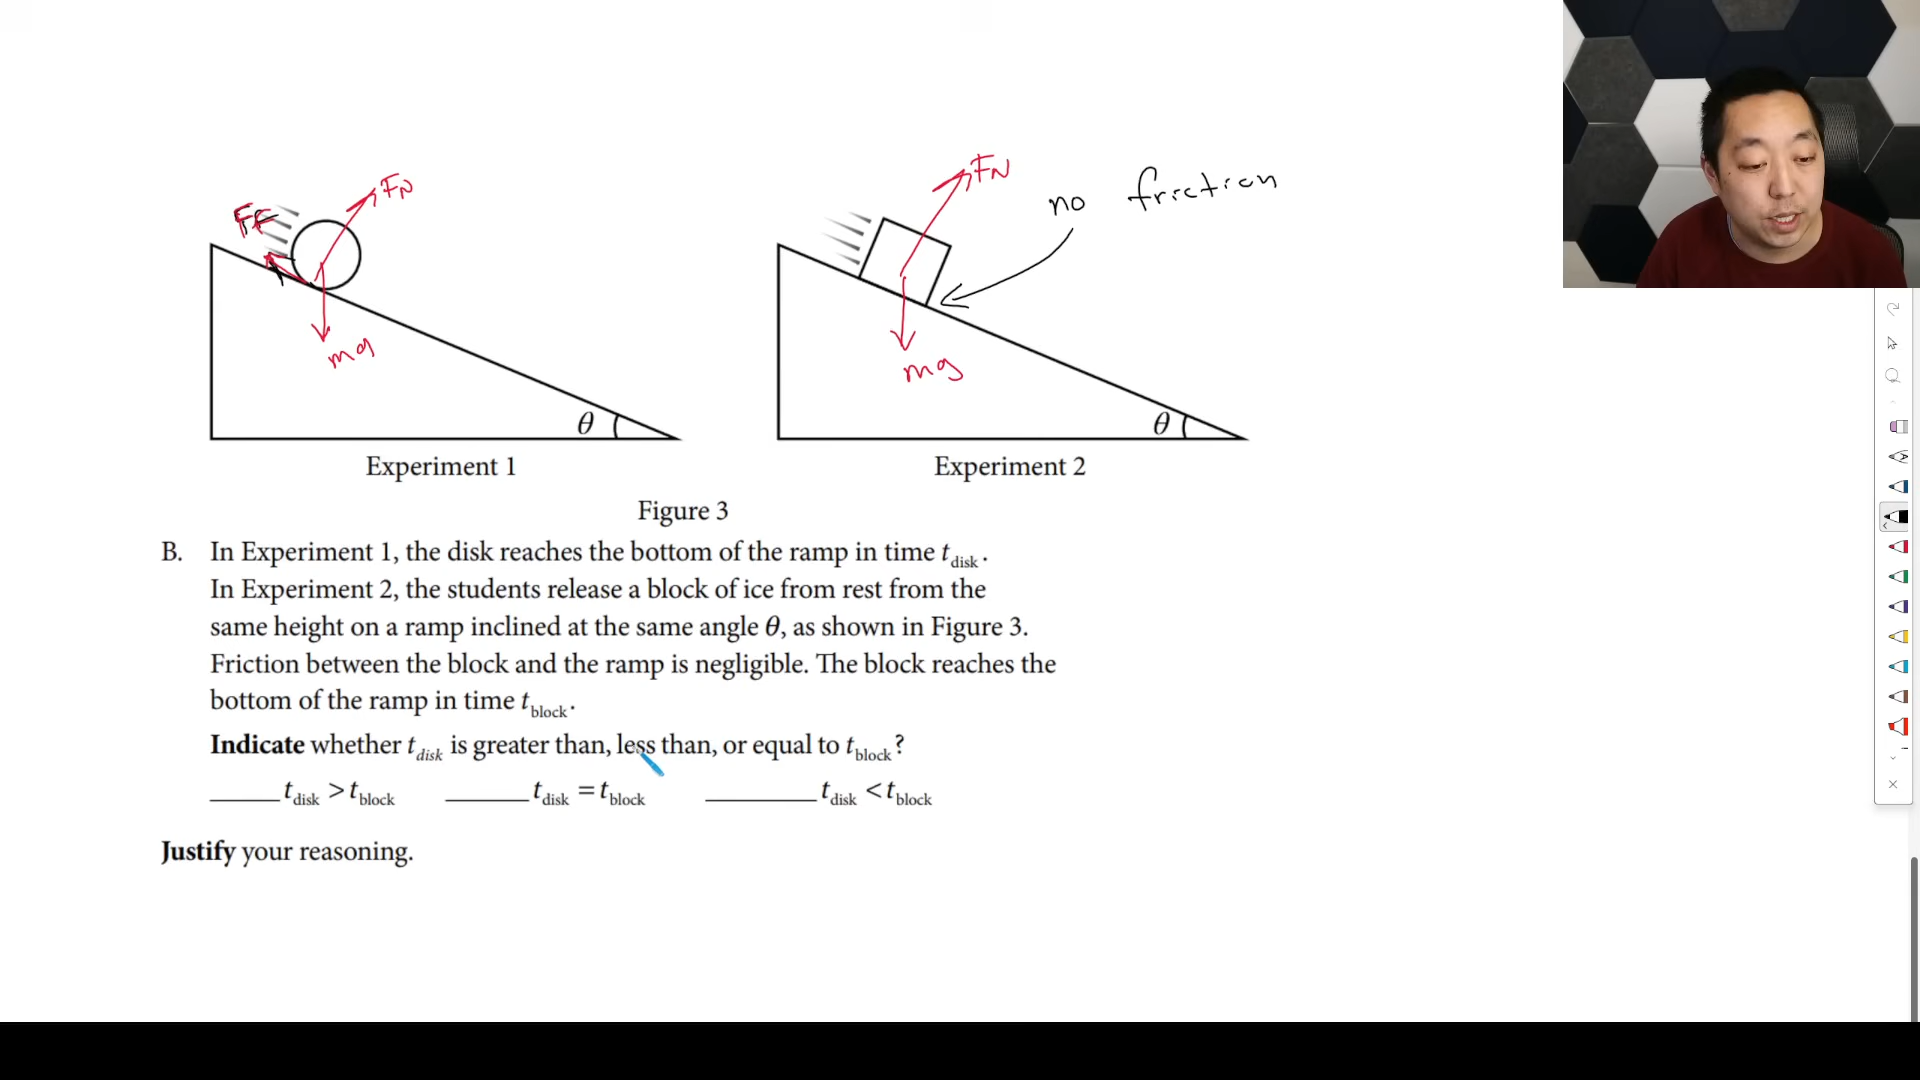 FN
FN
no friction
Ff
mg
mg
θ
θ
Experiment 1
Experiment 2
Figure 3
B. In Experiment 1, the disk reaches the bottom of the ramp in time t_disk.
In Experiment 2, the students release a block of ice from rest from the
same height on a ramp inclined at the same angle θ, as shown in Figure 3.
Friction between the block and the ramp is negligible. The block reaches the
bottom of the ramp in time t_block.
Indicate whether t_disk is greater than, less than, or equal to t_block?
_____ t_disk > t_block ______ t_disk = t_block ________ t_disk < t_block
Justify your reasoning.